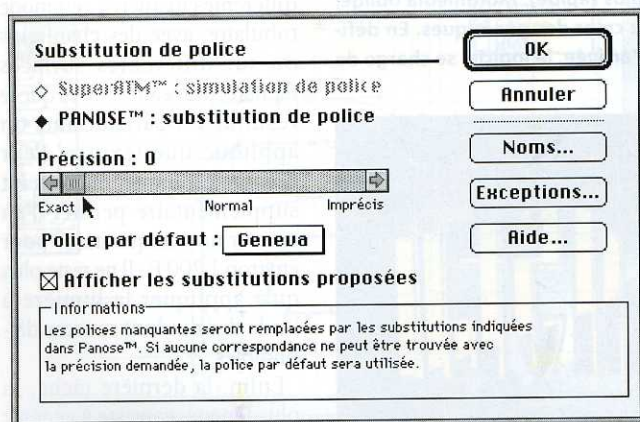 Substitution de police
OK
◇ SuperATM™ : simulation de police
Annuler
◆ PANOSE™ : substitution de police
Noms...
Précision : 0
Exact
Normal
Imprécis
Exceptions...
Police par défaut : Geneva
Aide...
☒ Afficher les substitutions proposées
Informations
Les polices manquantes seront remplacées par les substitutions indiquées
dans Panose™. Si aucune correspondance ne peut être trouvée avec
la précision demandée, la police par défaut sera utilisée.